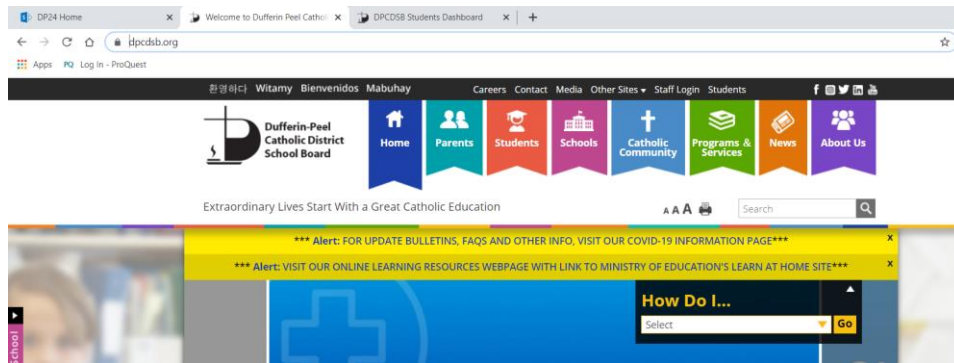 DP24 Home
Welcome to Dufferin Peel Cathol
DPCDSB Students Dashboard
dpcdsb.org
Apps PQ Log In - ProQuest
환영하다 Witamy Bienvenidos Mabuhay Careers Contact Media Other Sites Staff Login Students
Dufferin-Peel
Catholic District
School Board
Home
Parents
Students
Schools
Catholic
Community
Programs &
Services
News
About Us
Extraordinary Lives Start With a Great Catholic Education
A A A
Search
*** Alert: FOR UPDATE BULLETINS, FAQS AND OTHER INFO, VISIT OUR COVID-19 INFORMATION PAGE*** x
*** Alert: VISIT OUR ONLINE LEARNING RESOURCES WEBPAGE WITH LINK TO MINISTRY OF EDUCATION'S LEARN AT HOME SITE*** x
How Do I...
Select
Go
School